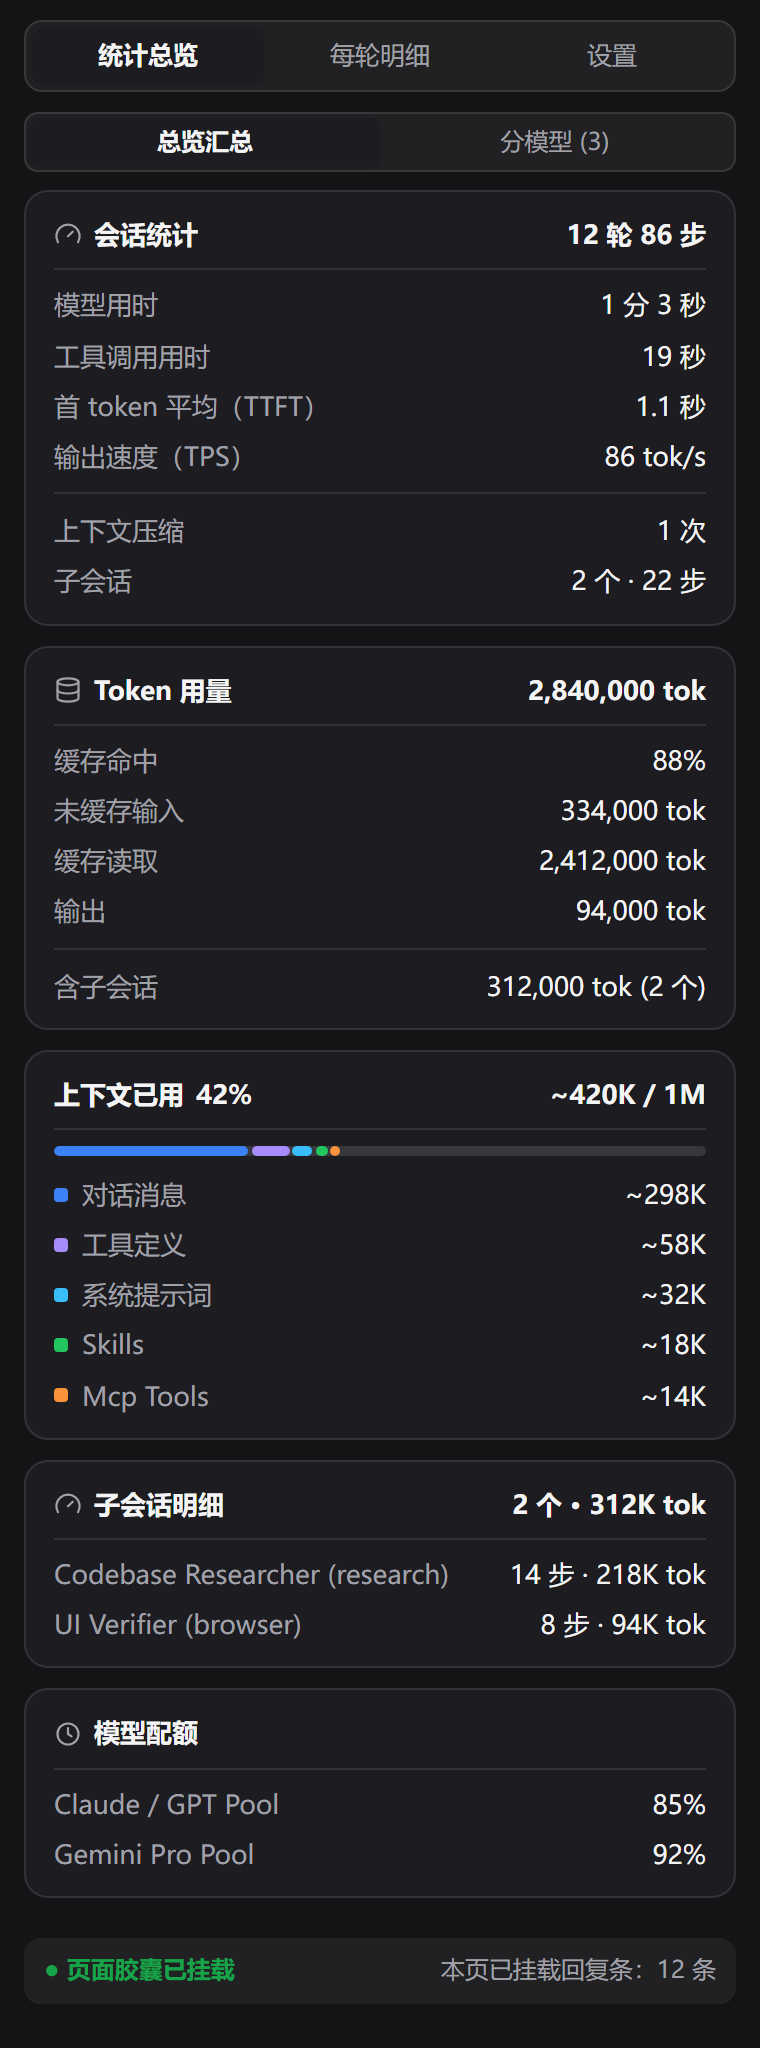 统计总览 每轮明细 设置
总览汇总 分模型 (3)
会话统计 12 轮 86 步
模型用时 1 分 3 秒
工具调用用时 19 秒
首 token 平均（TTFT） 1.1 秒
输出速度（TPS） 86 tok/s
上下文压缩 1 次
子会话 2 个 · 22 步
Token 用量 2,840,000 tok
缓存命中 88%
未缓存输入 334,000 tok
缓存读取 2,412,000 tok
输出 94,000 tok
含子会话 312,000 tok (2 个)
上下文已用 42% ~420K / 1M
对话消息 ~298K
工具定义 ~58K
系统提示词 ~32K
Skills ~18K
Mcp Tools ~14K
子会话明细 2 个 • 312K tok
Codebase Researcher (research) 14 步 · 218K tok
UI Verifier (browser) 8 步 · 94K tok
模型配额
Claude / GPT Pool 85%
Gemini Pro Pool 92%
页面胶囊已挂载 本页已挂载回复条：12 条